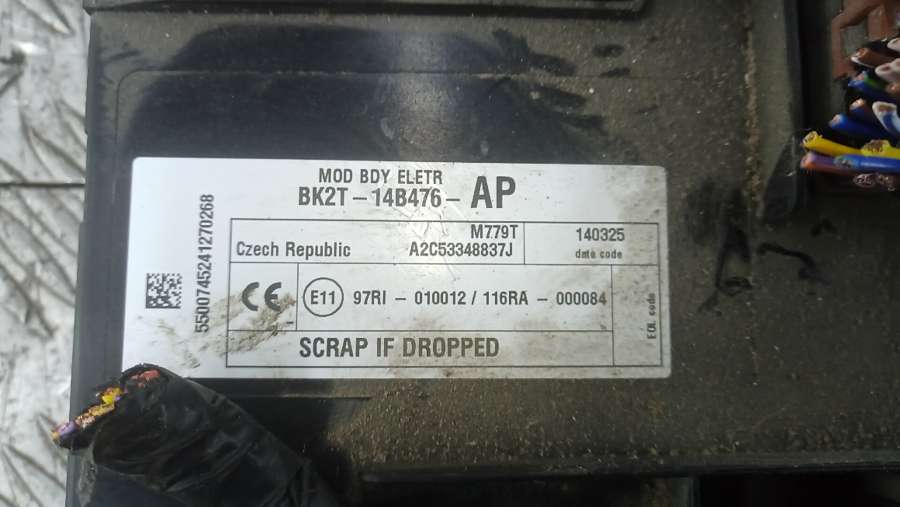 MOD BDY ELETR
BK2T-14B476-AP
M779T
Czech Republic A2C53348837J
140325
date code
5500745241270268
CE
E11 97RI - 010012 / 116RA - 000084
EOL code
SCRAP IF DROPPED